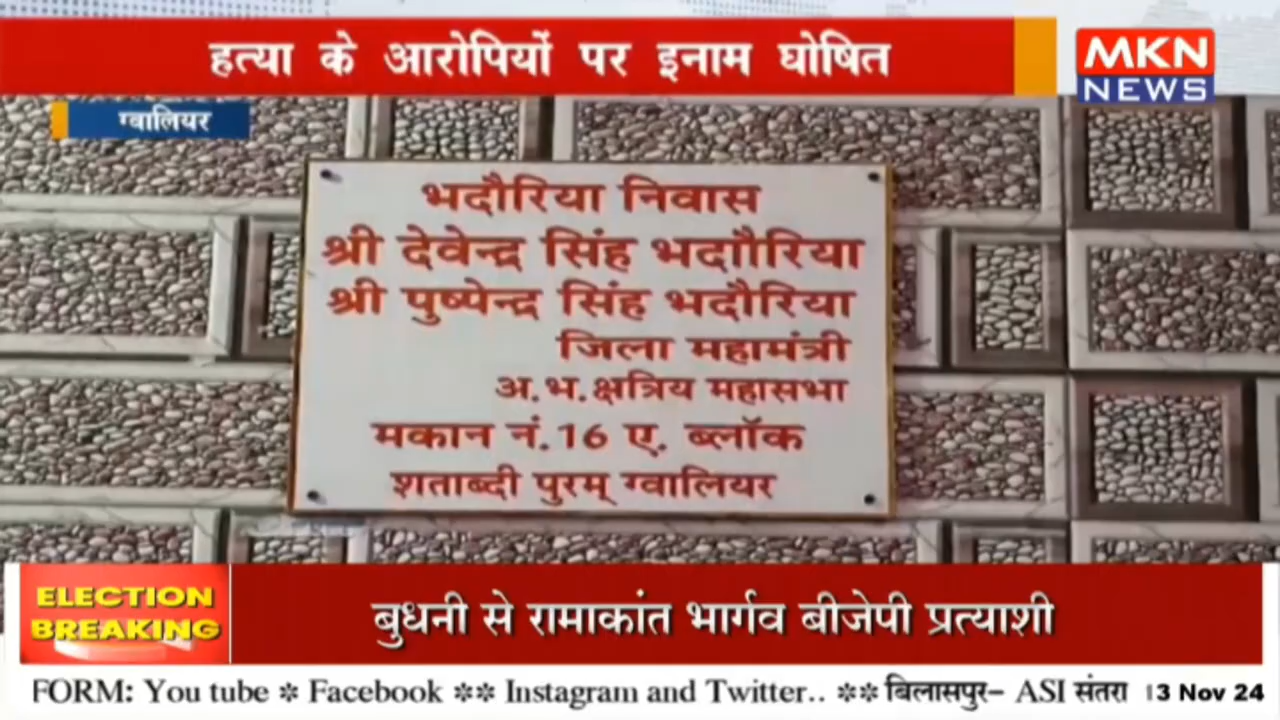 हत्या के आरोपियों पर इनाम घोषित
MKN
NEWS
ग्वालियर
भदौरिया निवास
श्री देवेन्द्र सिंह भदाौरिया
श्री पुष्पेन्द्र सिंह भदौरिया
जिला महामंत्री
अ.भ.क्षत्रिय महासभा
मकान नं.16 ए. ब्लॉक
शताब्दी पुरम् ग्वालियर
ELECTION
BREAKING
बुधनी से रामाकांत भार्गव बीजेपी प्रत्याशी
FORM: You tube * Facebook ** Instagram and Twitter.. ** बिलासपुर– ASI संतरा 13 Nov 24